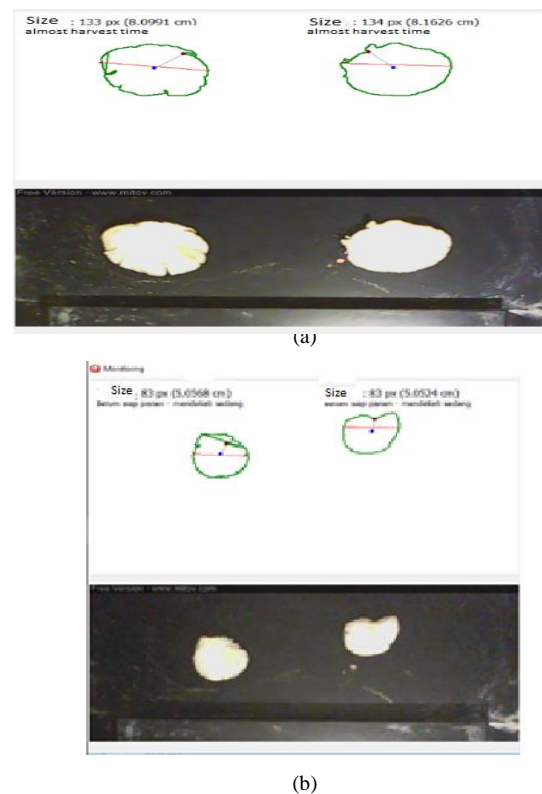 Size : 133 px (8.0991 cm) Size : 134 px (8.1626 cm)
almost harvest time almost harvest time
Free Version - www.mitov.com
(a)
Monitoring
Size : 83 px (5.0568 cm) Size : 83 px (5.0524 cm)
Belum siap panen - mendekati sedang Belum siap panen - mendekati sedang
Free Version - www.mitov.com
(b)